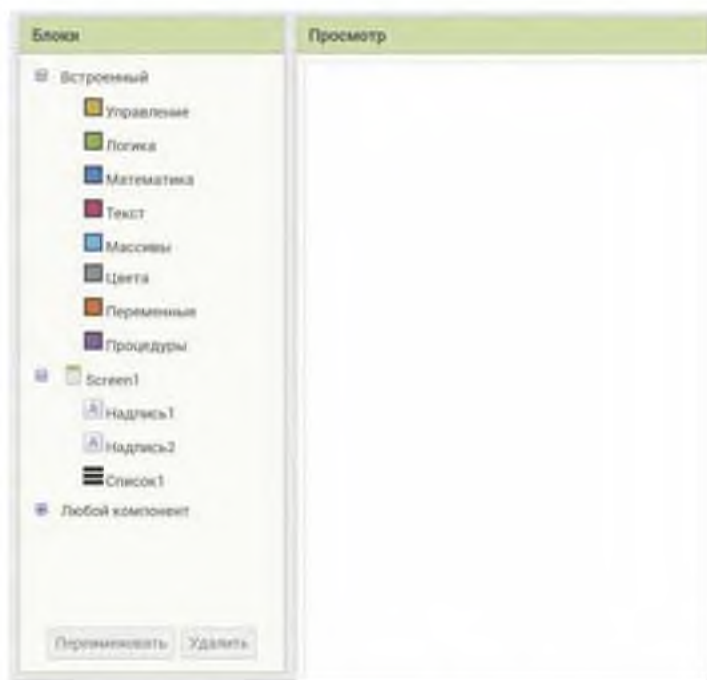 Блоки
Просмотр
Встроенный
Управление
Логика
Математика
Текст
Массивы
Цвета
Переменные
Процедуры
Screen1
Надпись1
Надпись2
Список1
Любой компонент
Переименовать
Удалить